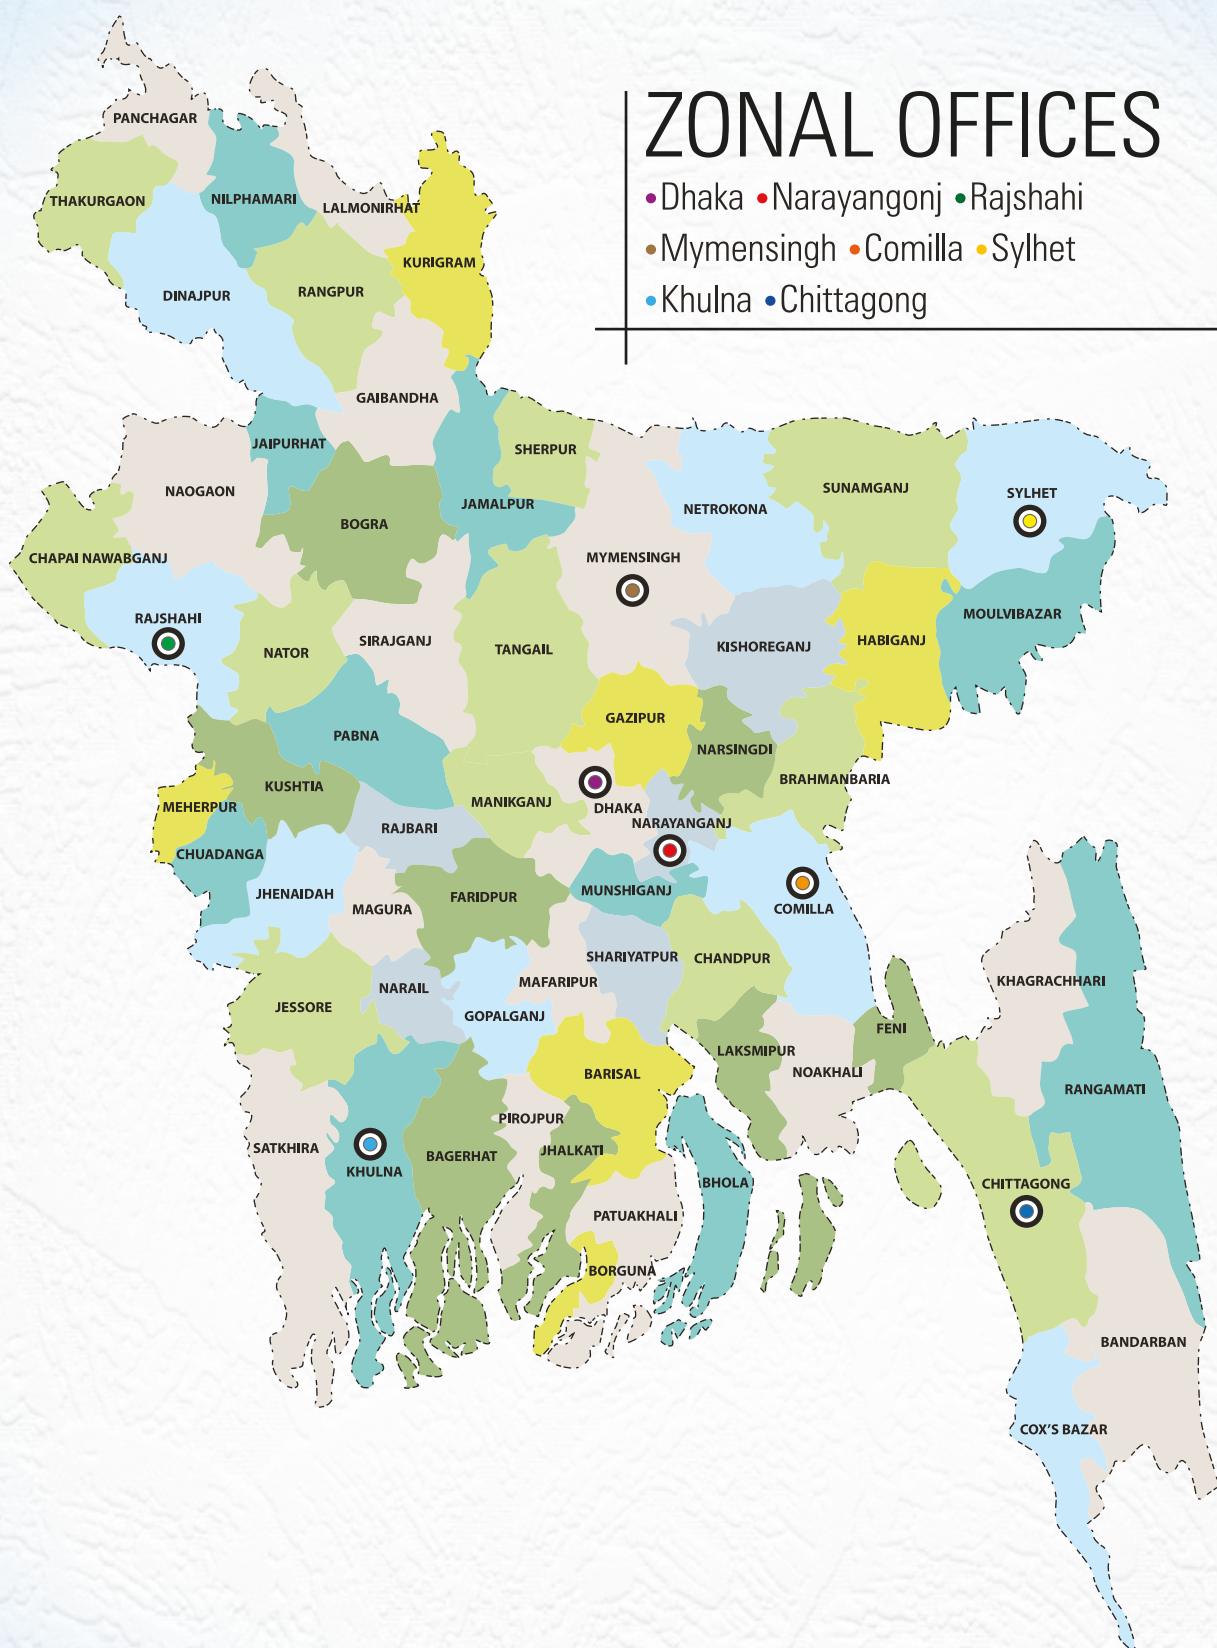 ZONAL OFFICES
•Dhaka •Narayangonj •Rajshahi
•Mymensingh •Comilla •Sylhet
•Khulna •Chittagong
PANCHAGAR
THAKURGAON
NILPHAMARI
LALMONIRHAT
KURIGRAM
DINAJPUR
RANGPUR
GAIBANDHA
JAIPURHAT
SHERPUR
NAOGAON
JAMALPUR
BOGRA
NETROKONA
SUNAMGANJ
SYLHET
CHAPAI NAWABGANJ
MYMENSINGH
RAJSHAHI
MOULVIBAZAR
NATOR
SIRAJGANJ
TANGAIL
KISHOREGANJ
HABIGANJ
PABNA
GAZIPUR
NARSINGDI
KUSHTIA
BRAHMANBARIA
MEHERPUR
MANIKGANJ
DHAKA
RAJBARI
NARAYANGANJ
CHUADANGA
JHENAIDAH
MAGURA
FARIDPUR
MUNSHIGANJ
COMILLA
SHARIYATPUR
CHANDPUR
NARAIL
MAFARIPUR
KHAGRACHHARI
JESSORE
GOPALGANJ
FENI
LAKSMIPUR
BARISAL
NOAKHALI
RANGAMATI
PIROJPUR
SATKHIRA
KHULNA
BAGERHAT
JHALKATI
BHOLA
CHITTAGONG
PATUAKHALI
BORGUNA
BANDARBAN
COX'S BAZAR